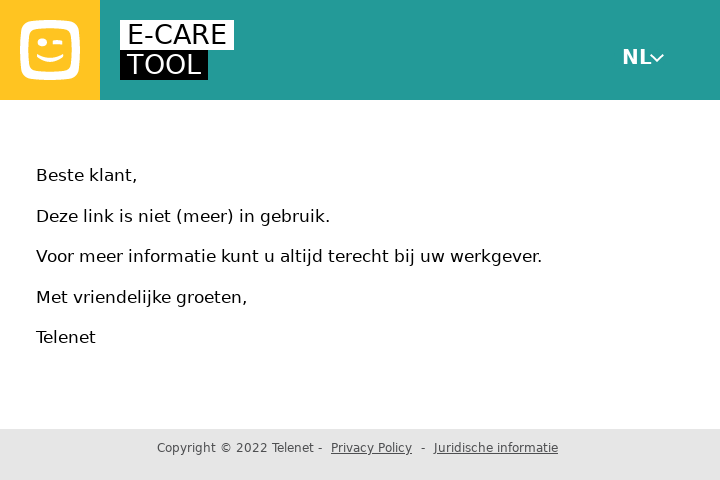 E-CARE
TOOL
NL
Beste klant,
Deze link is niet (meer) in gebruik.
Voor meer informatie kunt u altijd terecht bij uw werkgever.
Met vriendelijke groeten,
Telenet
Copyright © 2022 Telenet - Privacy Policy - Juridische informatie